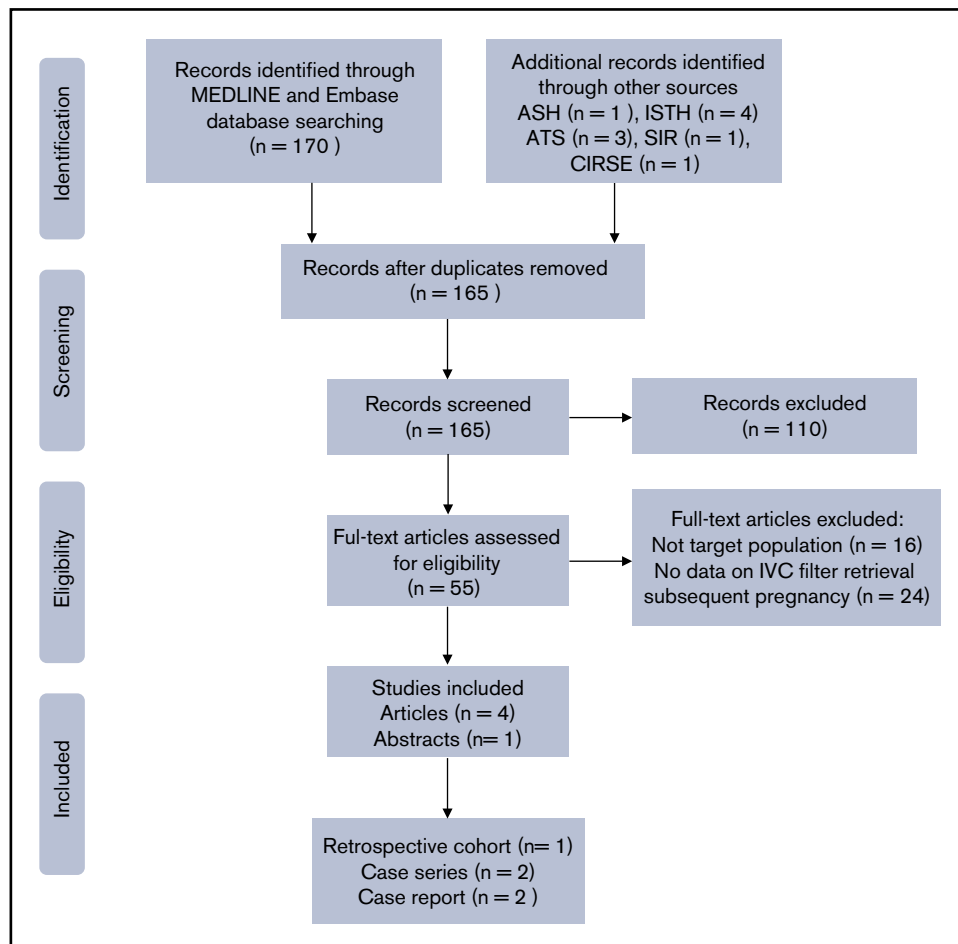 Identification
Records identified through
MEDLINE and Embase
database searching
(n = 170 )
Additional records identified
through other sources
ASH (n = 1 ), ISTH (n = 4)
ATS (n = 3), SIR (n = 1),
CIRSE (n = 1)
Records after duplicates removed
(n = 165 )
Screening
Records screened
(n = 165)
Records excluded
(n = 110)
Eligibility
Ful-text articles assessed
for eligibility
(n = 55)
Full-text articles excluded:
Not target population (n = 16)
No data on IVC filter retrieval
subsequent pregnancy (n = 24)
Included
Studies included
Articles (n = 4)
Abstracts (n= 1)
Retrospective cohort (n= 1)
Case series (n = 2)
Case report (n = 2 )